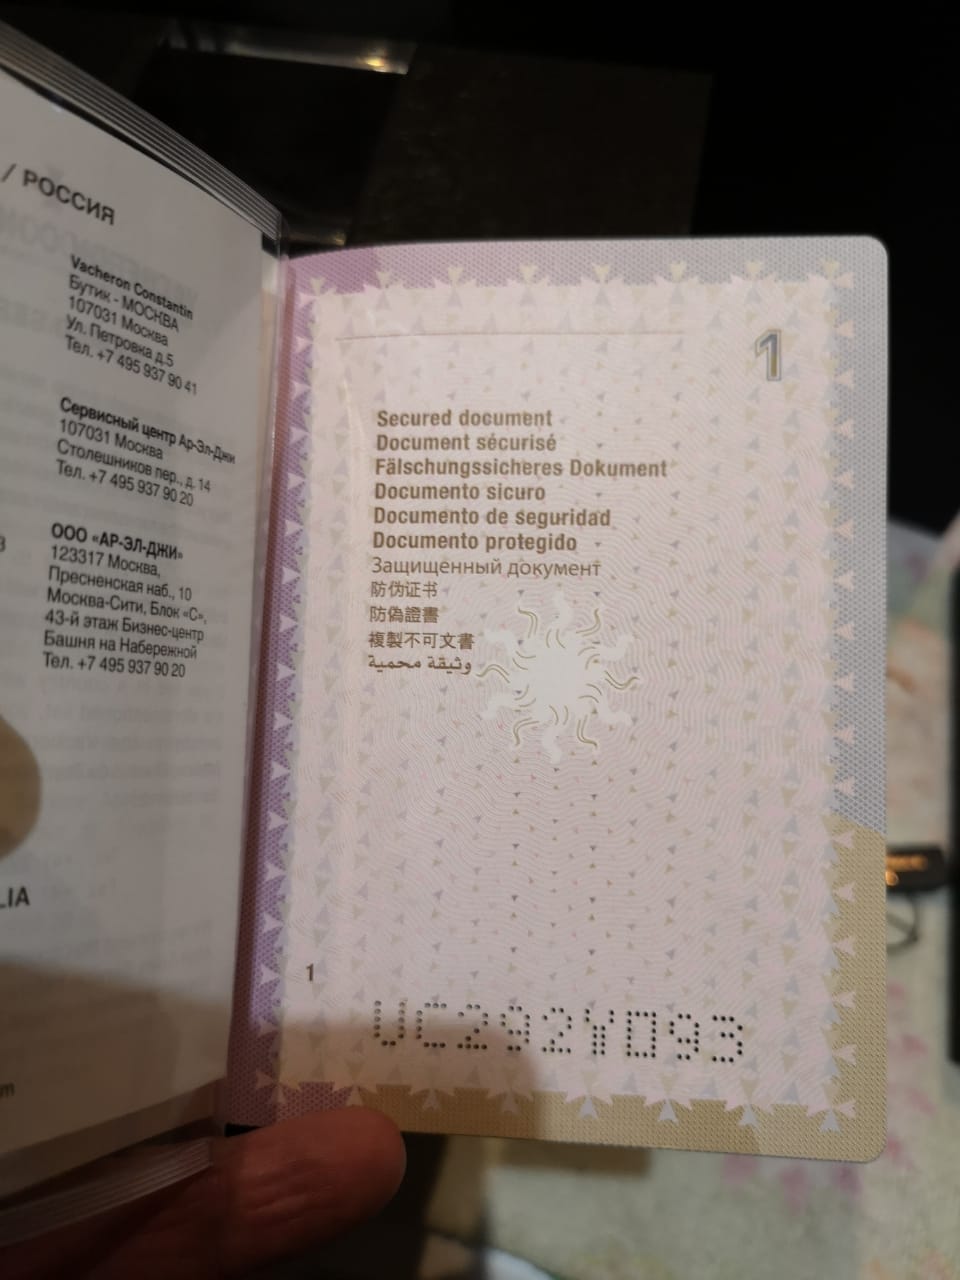 / РОССИЯ
Vacheron Constantin
Бутик - МОСКВА
107031 Москва
Ул. Петровка д.5
Тел. +7 495 937 90 41
Сервисный центр Ар-Эл-Джи
107031 Москва
Столешников пер., д. 14
Тел. +7 495 937 90 20
ООО «АР-ЭЛ-ДЖИ»
123317 Москва,
Пресненская наб., 10
Москва-Сити, Блок «С»,
43-й этаж Бизнес-центр
Башня на Набережной
Тел. +7 495 937 90 20
1
Secured document
Document sécurisé
Fälschungssicheres Dokument
Documento sicuro
Documento de seguridad
Documento protegido
Защищённый документ
防伪证书
防偽證書
複製不可文書
وثيقة محمية
1
UC292Y093